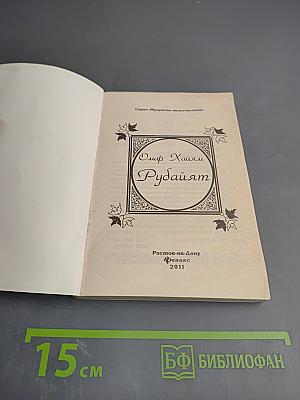 Серия «Мудрость тысячелетий»
Омар Хайям
Рубайят
Ростов-на-Дону
Феникс
2011
15 см
БФ БИБЛИОФАН